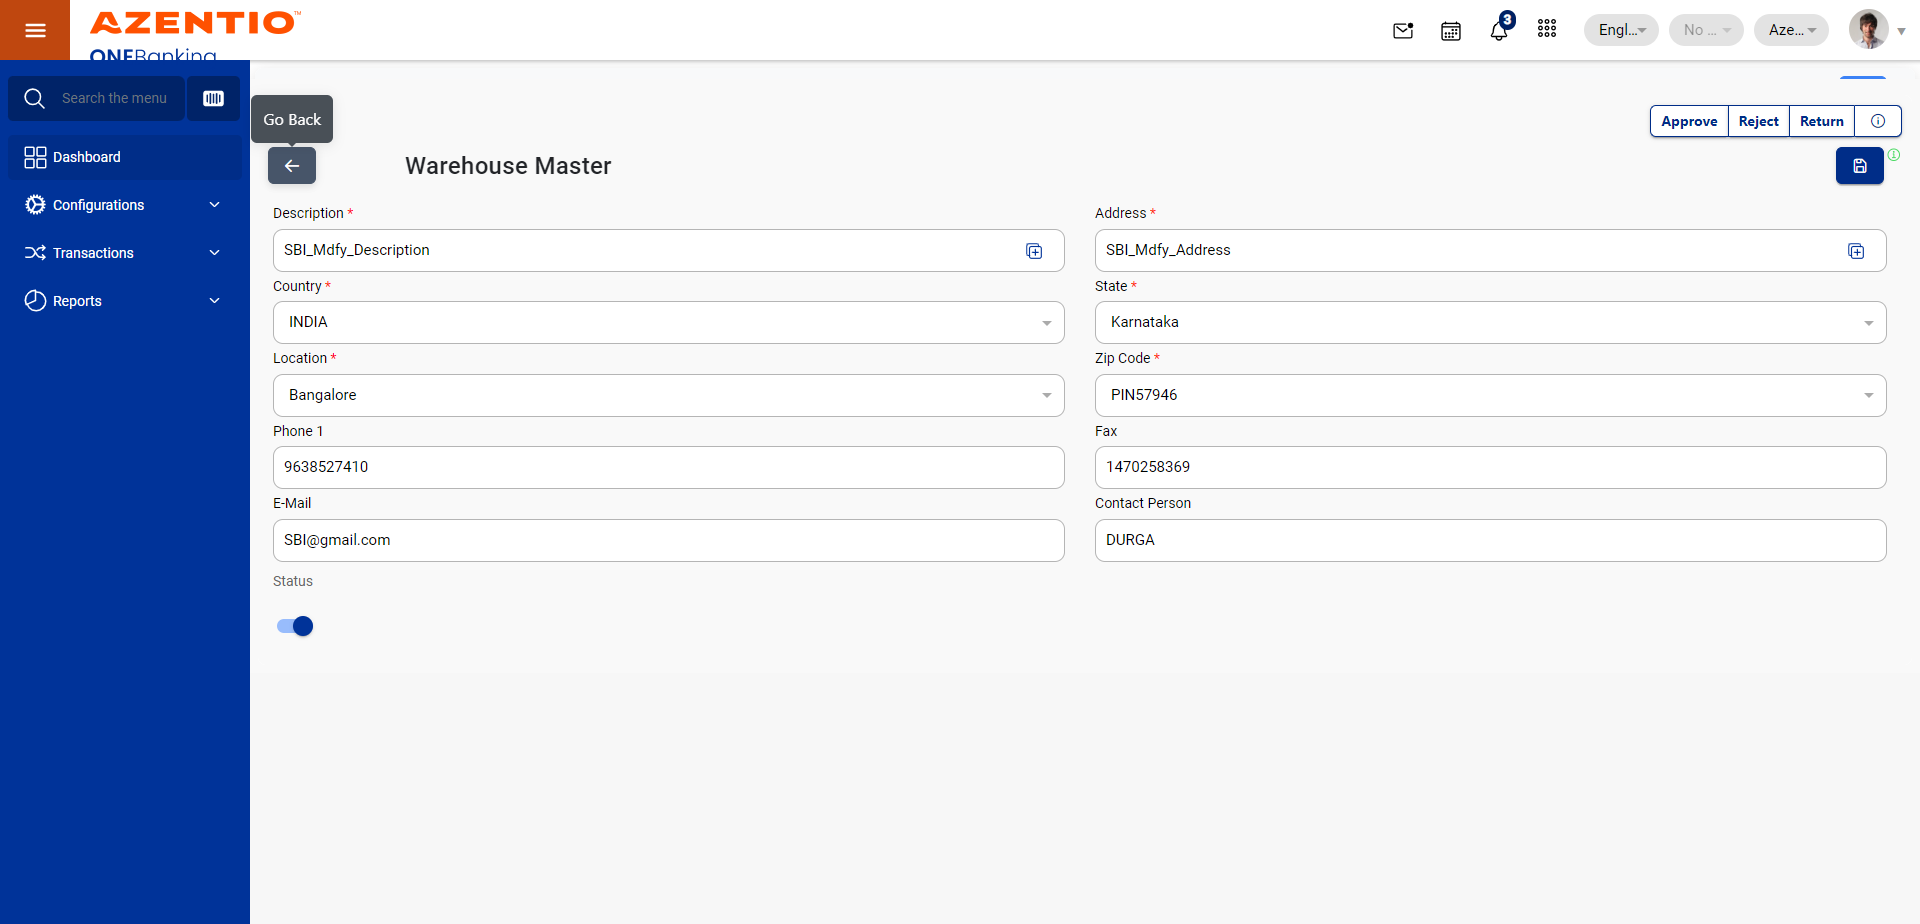 AZENTIO™
ONEBanking
3
Engl...
No ...
Aze...
Search the menu
Dashboard
Configurations
Transactions
Reports
Go Back
Approve
Reject
Return
Warehouse Master
Description *
SBI_Mdfy_Description
Address *
SBI_Mdfy_Address
Country *
INDIA
State *
Karnataka
Location *
Bangalore
Zip Code *
PIN57946
Phone 1
9638527410
Fax
1470258369
E-Mail
SBI@gmail.com
Contact Person
DURGA
Status